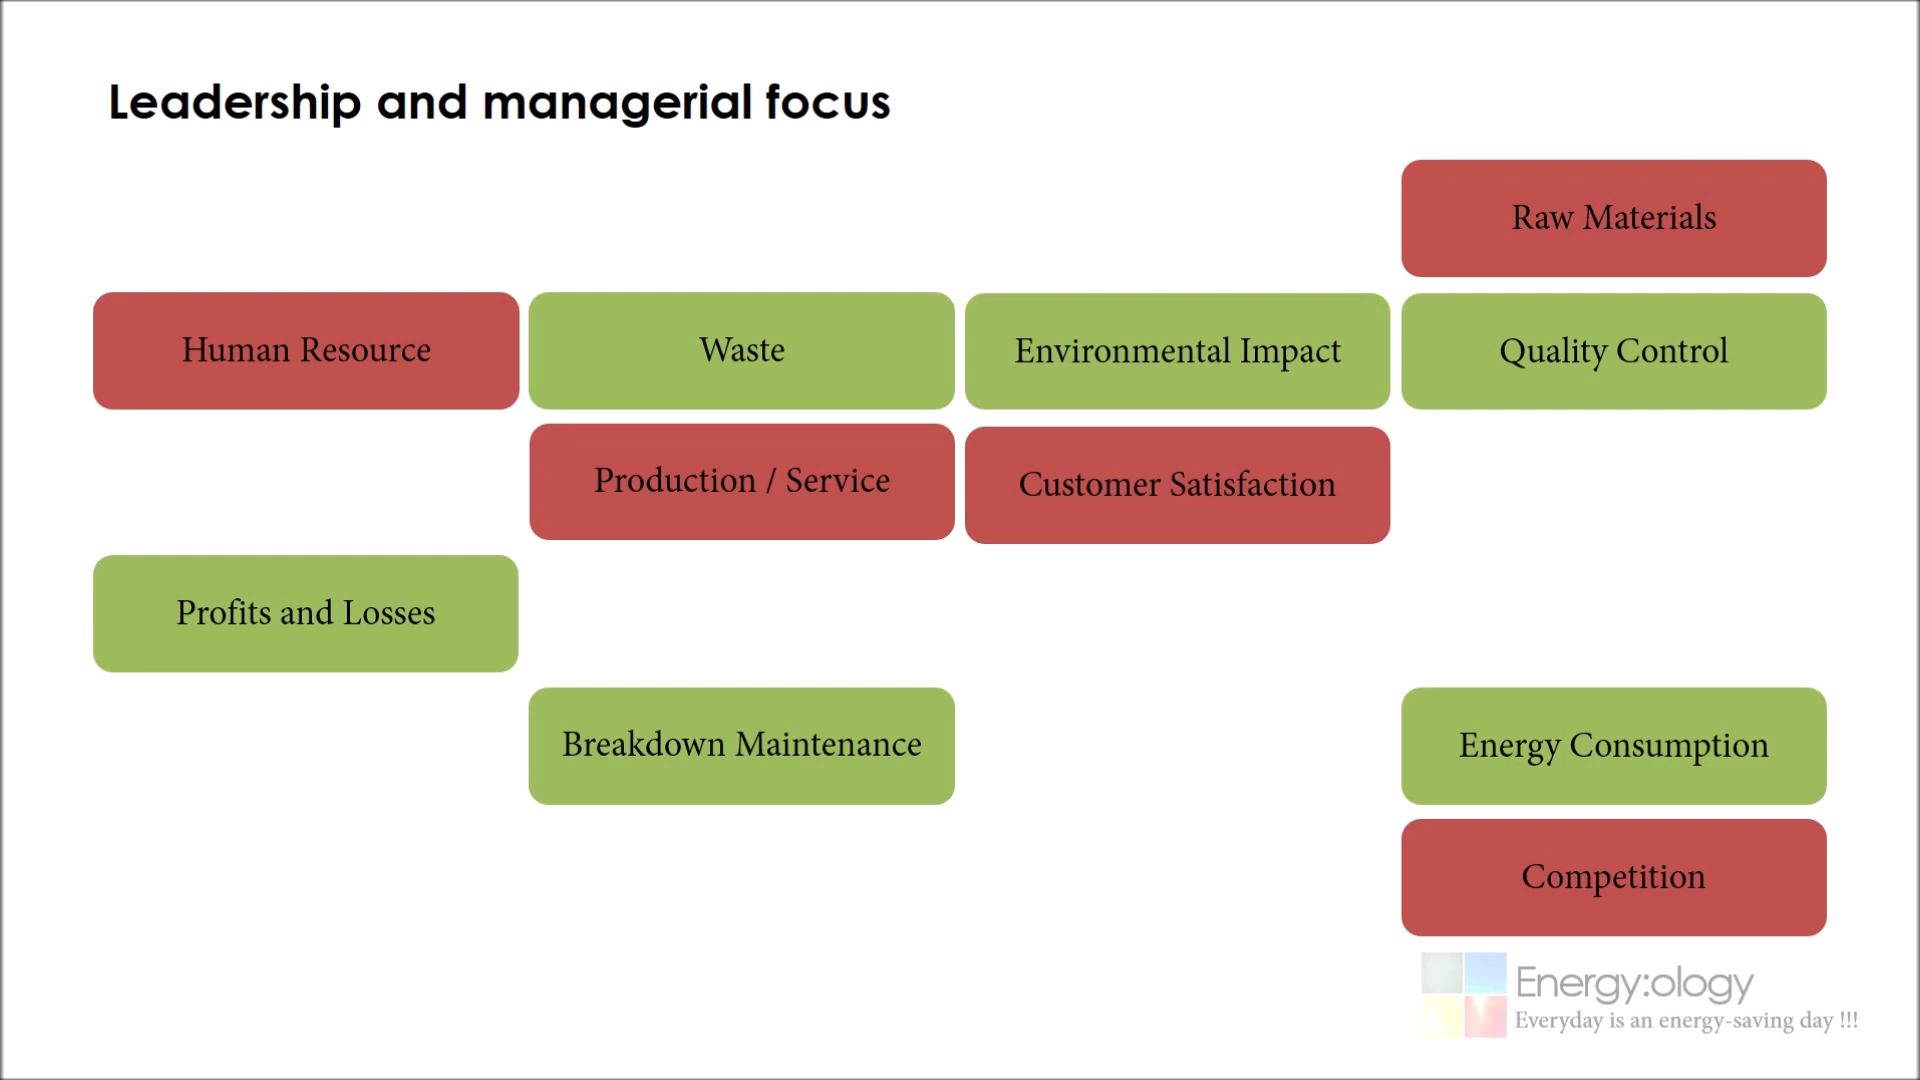 Leadership and managerial focus
Raw Materials
Human Resource
Waste
Environmental Impact
Quality Control
Production / Service
Customer Satisfaction
Profits and Losses
Breakdown Maintenance
Energy Consumption
Competition
Energy:ology
Everyday is an energy-saving day !!!